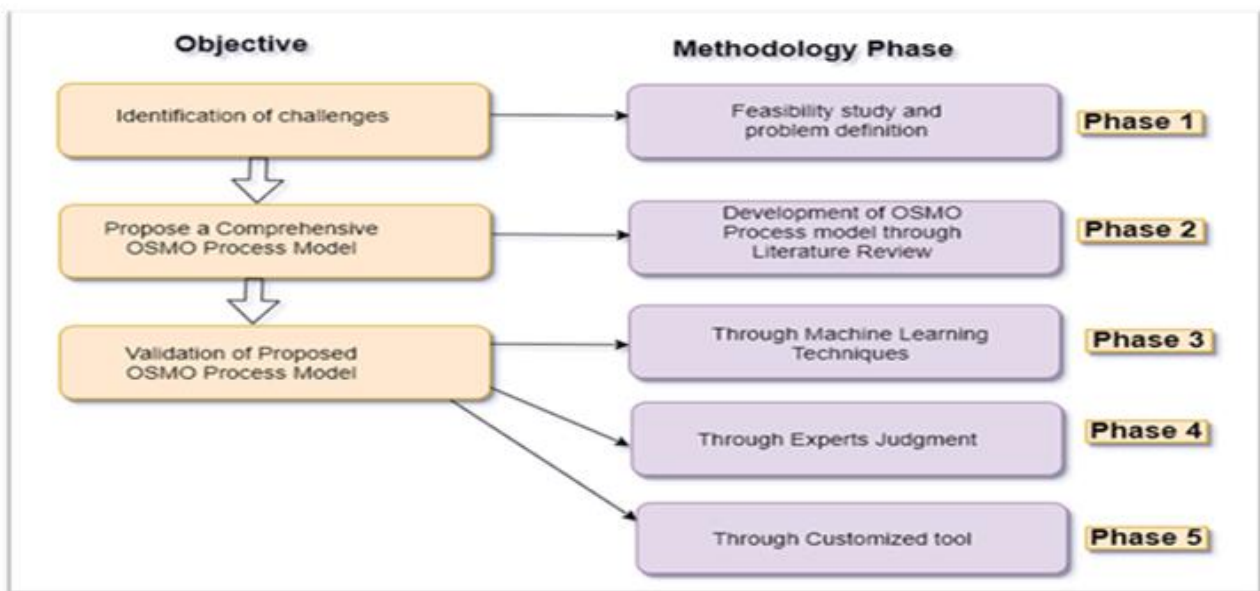 Objective
Methodology Phase
Identification of challenges
Feasibility study and
problem definition
Phase 1
Propose a Comprehensive
OSMO Process Model
Development of OSMO
Process model through
Literature Review
Phase 2
Validation of Proposed
OSMO Process Model
Through Machine Learning
Techniques
Phase 3
Through Experts Judgment
Phase 4
Through Customized tool
Phase 5